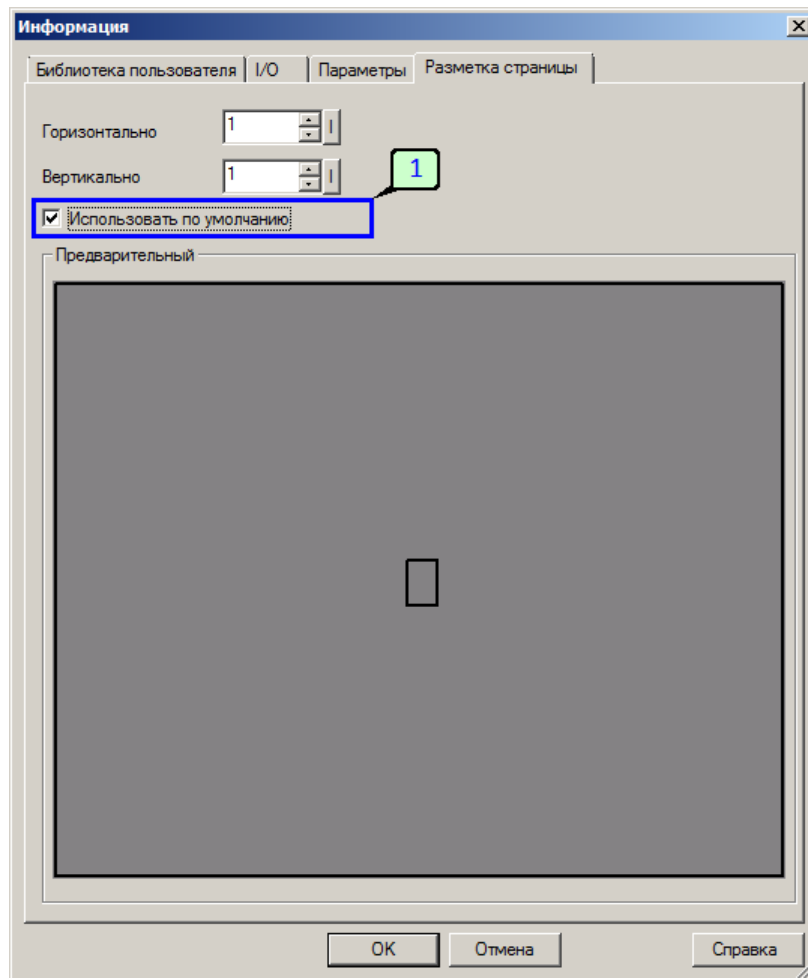 Информация
Библиотека пользователя I/O Параметры Разметка страницы
Горизонтально 1
Вертикально 1
1
Использовать по умолчанию
Предварительный
OK Отмена Справка